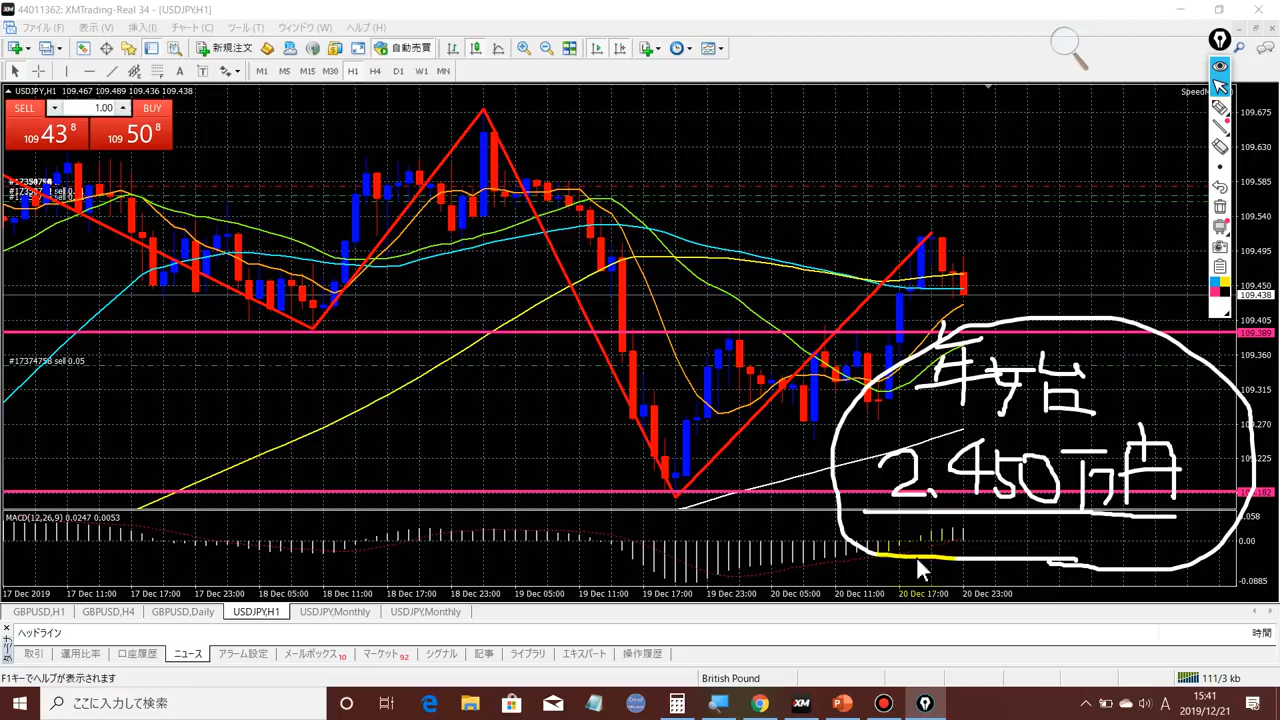 44011362: XMTrading-Real 34 - [USDJPY,H1]
ファイル (F) 表示 (V) 挿入(I) チャート (C) ツール (T) ウィンドウ (W) ヘルプ (H)
新規注文 自動売買
M1 M5 M15 M30 H1 H4 D1 W1 MN
USDJPY,H1 109.467 109.489 109.436 109.438
SELL 1.00 BUY
109 43 8 109 50 8
109.675
109.630
109.585
109.540
109.495
109.450
109.438
109.405
109.389
109.360
#17374758 sell 0.05
109.315
109.270
109.225
年始
2,450万円
MACD(12,26,9) 0.0247 0.0053
0.00
-0.0885
17 Dec 2019 17 Dec 11:00 17 Dec 17:00 17 Dec 23:00 18 Dec 05:00 18 Dec 11:00 18 Dec 17:00 18 Dec 23:00 19 Dec 05:00 19 Dec 11:00 19 Dec 17:00 19 Dec 23:00 20 Dec 05:00 20 Dec 11:00 20 Dec 17:00 20 Dec 23:00
GBPUSD,H1 GBPUSD,H4 GBPUSD,Daily USDJPY,H1 USDJPY,Monthly USDJPY,Monthly
ヘッドライン 時間
取引 運用比率 口座履歴 ニュース アラーム設定 メールボックス10 マーケット92 シグナル 記事 ライブラリ エキスパート 操作履歴
F1キーでヘルプが表示されます British Pound 111/3 kb
ここに入力して検索
XM
A
15:41
2019/12/21